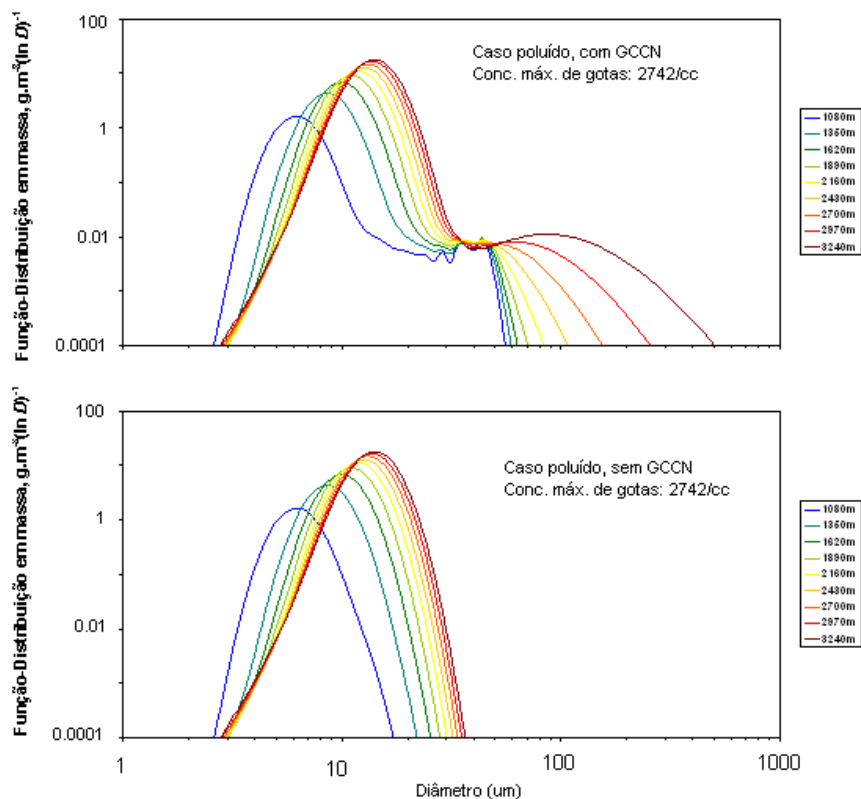 Função-Distribuição em massa, g.m⁻³(ln D)⁻¹
100
1
0.01
0.0001
Caso poluído, com GCCN
Conc. máx. de gotas: 2742/cc
1080m
1350m
1620m
1890m
2160m
2430m
2700m
2970m
3240m
Função-Distribuição em massa, g.m⁻³(ln D)⁻¹
100
1
0.01
0.0001
Caso poluído, sem GCCN
Conc. máx. de gotas: 2742/cc
1080m
1350m
1620m
1890m
2160m
2430m
2700m
2970m
3240m
1
10
100
1000
Diâmetro (um)